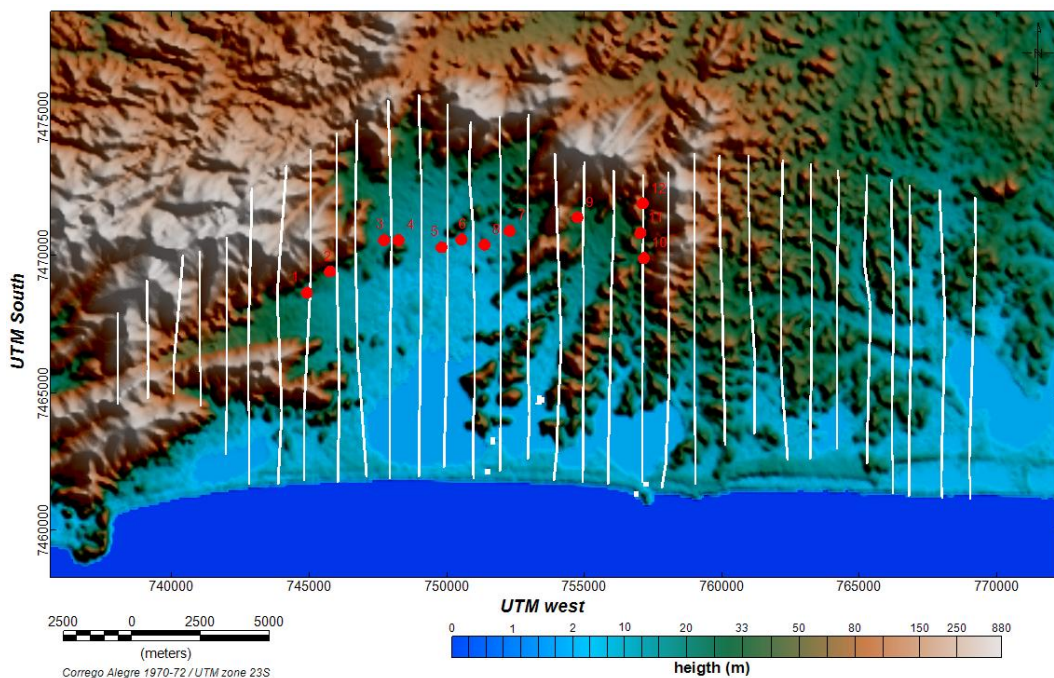 7475000
7470000
7465000
7460000
UTM South
N
12
11
10
9
7
8
6
5
4
3
2
1
740000 745000 750000 755000 760000 765000 770000
UTM west
2500 0 2500 5000
(meters)
Corrego Alegre 1970-72 / UTM zone 23S
0 1 2 10 20 33 50 80 150 250 880
heigth (m)